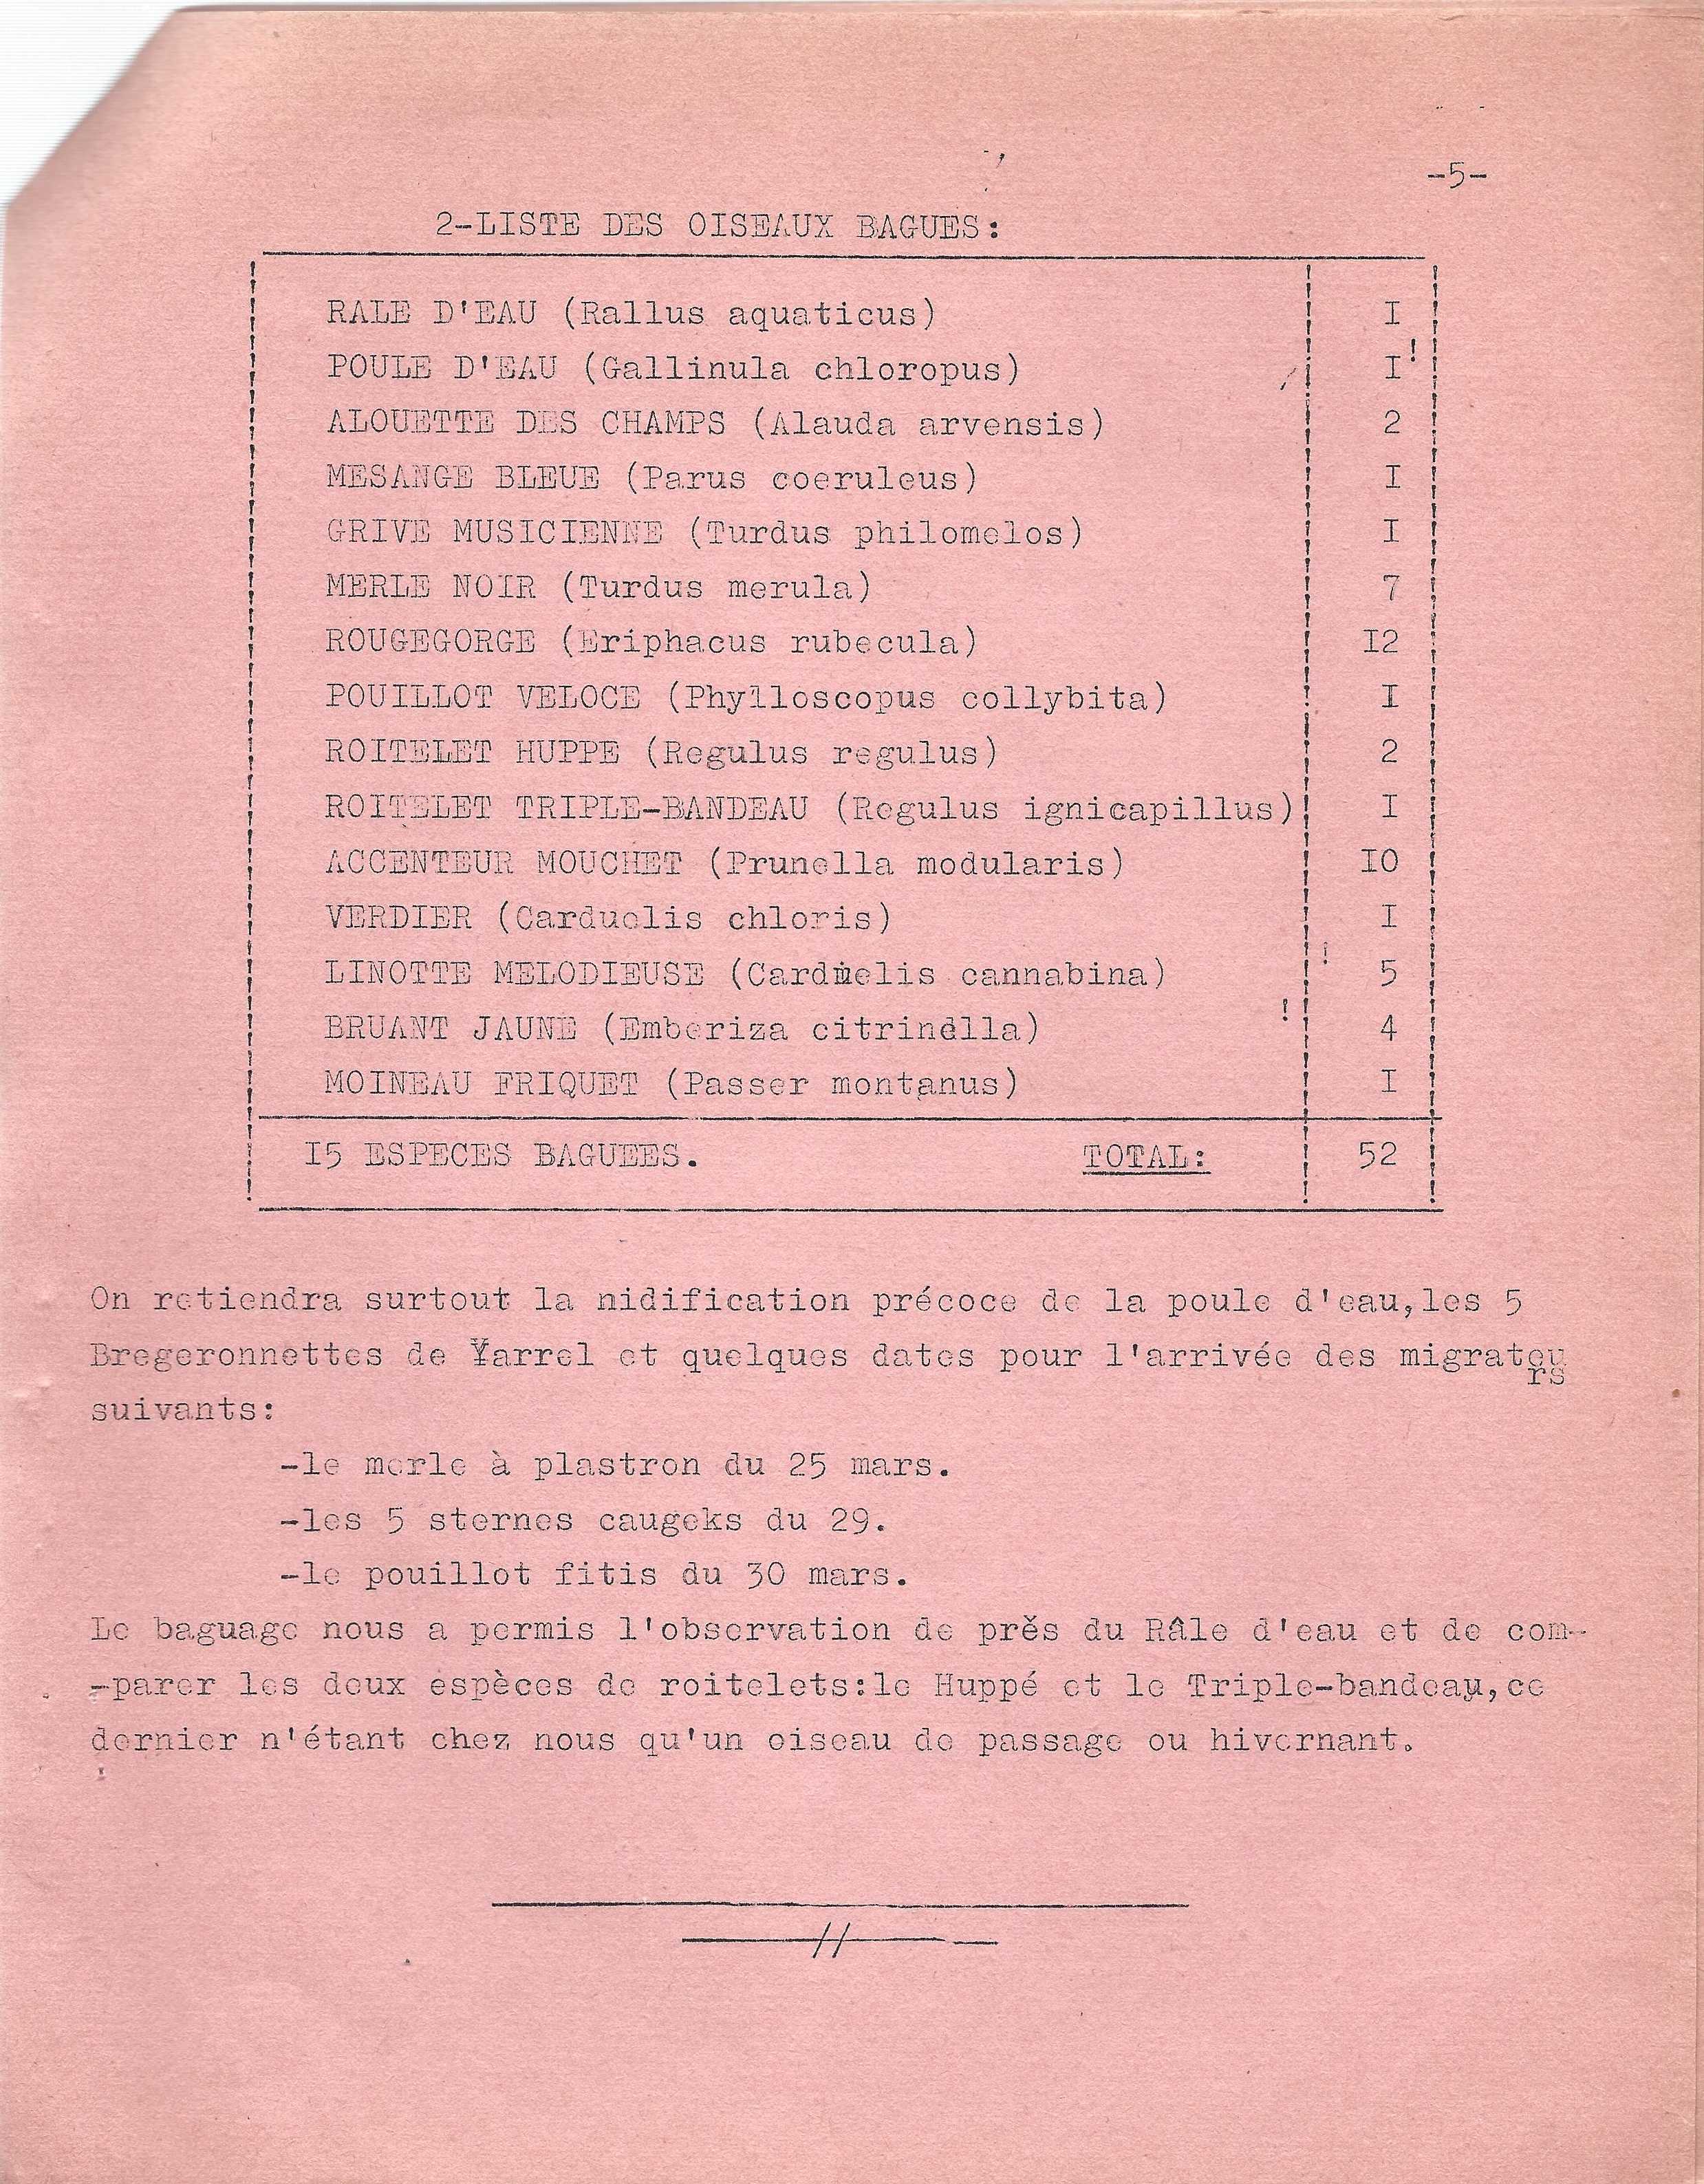 -5-
2-LISTE DES OISEAUX BAGUES:
RALE D'EAU (Rallus aquaticus) I
POULE D'EAU (Gallinula chloropus) I
ALOUETTE DES CHAMPS (Alauda arvensis) 2
MESANGE BLEUE (Parus coeruleus) I
GRIVE MUSICIENNE (Turdus philomelos) I
MERLE NOIR (Turdus merula) 7
ROUGEGORGE (Eriphacus rubecula) I2
POUILLOT VELOCE (Phylloscopus collybita) I
ROITELET HUPPE (Regulus regulus) 2
ROITELET TRIPLE-BANDEAU (Regulus ignicapillus) I
ACCENTEUR MOUCHET (Prunella modularis) IO
VERDIER (Carduelis chloris) I
LINOTTE MELODIEUSE (Carduelis cannabina) 5
BRUANT JAUNE (Emberiza citrinella) 4
MOINEAU FRIQUET (Passer montanus) I
I5 ESPECES BAGUEES. TOTAL: 52
On retiendra surtout la nidification précoce de la poule d'eau,les 5
Bregeronnettes de Yarrel et quelques dates pour l'arrivée des migrateurs
suivants:
-le merle à plastron du 25 mars.
-les 5 sternes caugeks du 29.
-le pouillot fitis du 30 mars.
Le baguage nous a permis l'observation de près du Râle d'eau et de com-
-parer les deux espèces de roitelets:le Huppé et le Triple-bandeau,ce
dernier n'étant chez nous qu'un oiseau de passage ou hivernant.